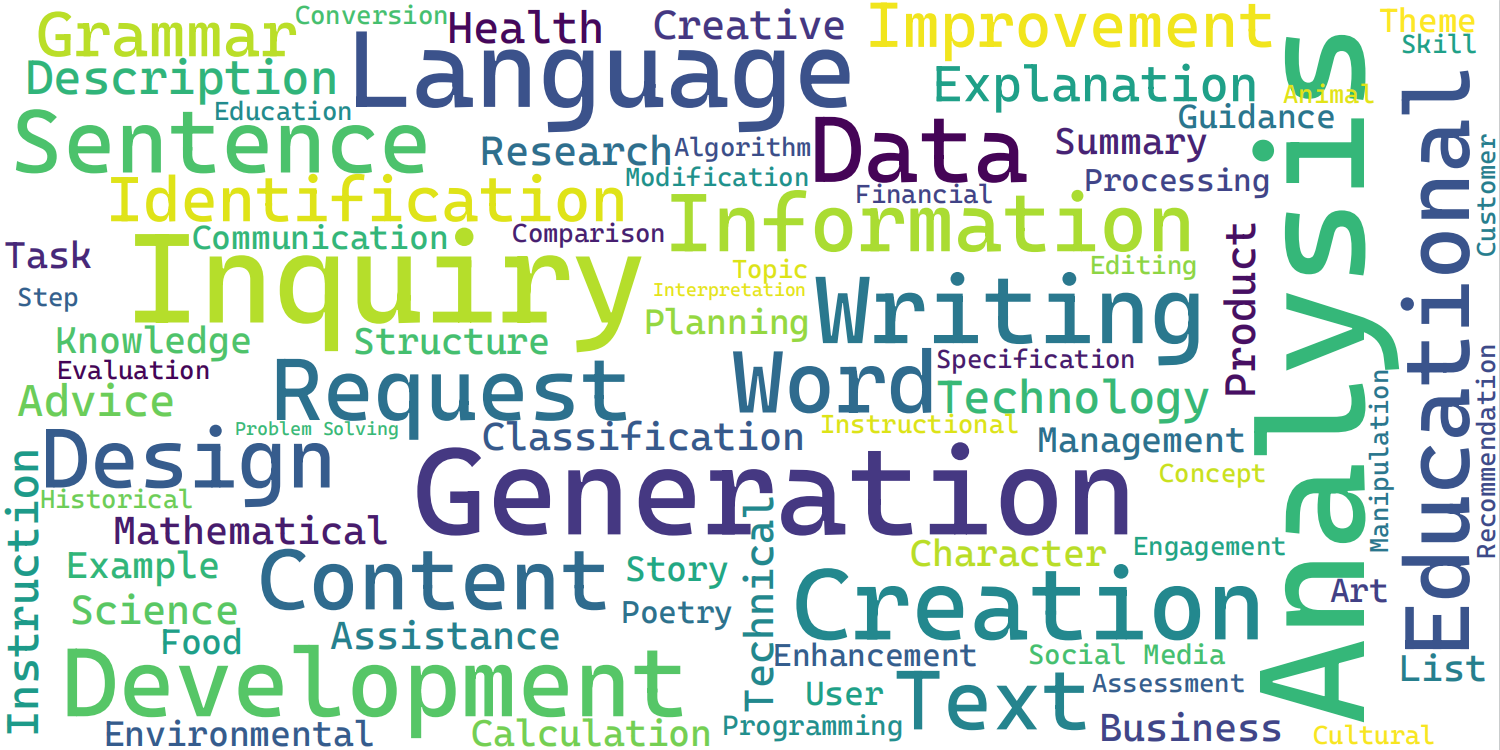 Conversion
Grammar
Health
Creative
Improvement
Theme
Skill
Description
Language
Explanation
Animal
Education
Sentence
Research
Algorithm
Data
Guidance
Summary
Modification
Processing
Identification
Financial
Information
Communication
Comparison
Task
Inquiry
Topic
Editing
Step
Interpretation
Writing
Product
Analysis
Educational
Customer
Knowledge
Structure
Planning
Evaluation
Request
Word
Specification
Advice
Technology
Problem Solving
Classification
Instructional
Management
Manipulation
Recommendation
Design
Generation
Concept
Historical
Instruction
Mathematical
Technical
Character
Engagement
Example
Content
Story
Creation
Art
Science
Poetry
Food
Assistance
Enhancement
Social Media
List
Development
User
Text
Assessment
Environmental
Calculation
Programming
Business
Cultural